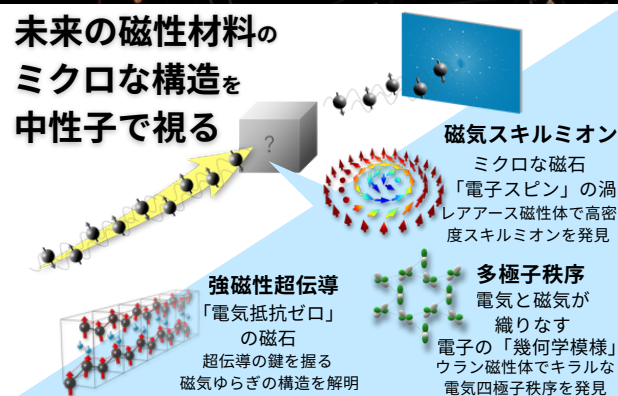 未来の磁性材料の
ミクロな構造を
中性子で視る
?
磁気スキルミオン
ミクロな磁石
「電子スピン」の渦
レアアース磁性体で高密
度スキルミオンを発見
強磁性超伝導
「電気抵抗ゼロ」
の磁石
超伝導の鍵を握る
磁気ゆらぎの構造を解明
多極子秩序
電気と磁気が
織りなす
電子の「幾何学模様」
ウラン磁性体でキラルな
電気四極子秩序を発見